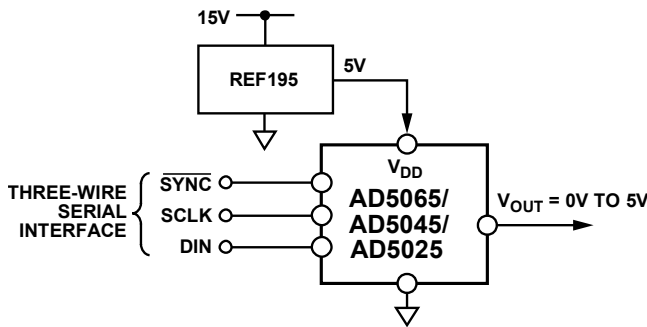 15V
REF195
5V
V_DD
THREE-WIRE
SERIAL
INTERFACE
SYNC
SCLK
DIN
AD5065/
AD5045/
AD5025
V_OUT = 0V TO 5V